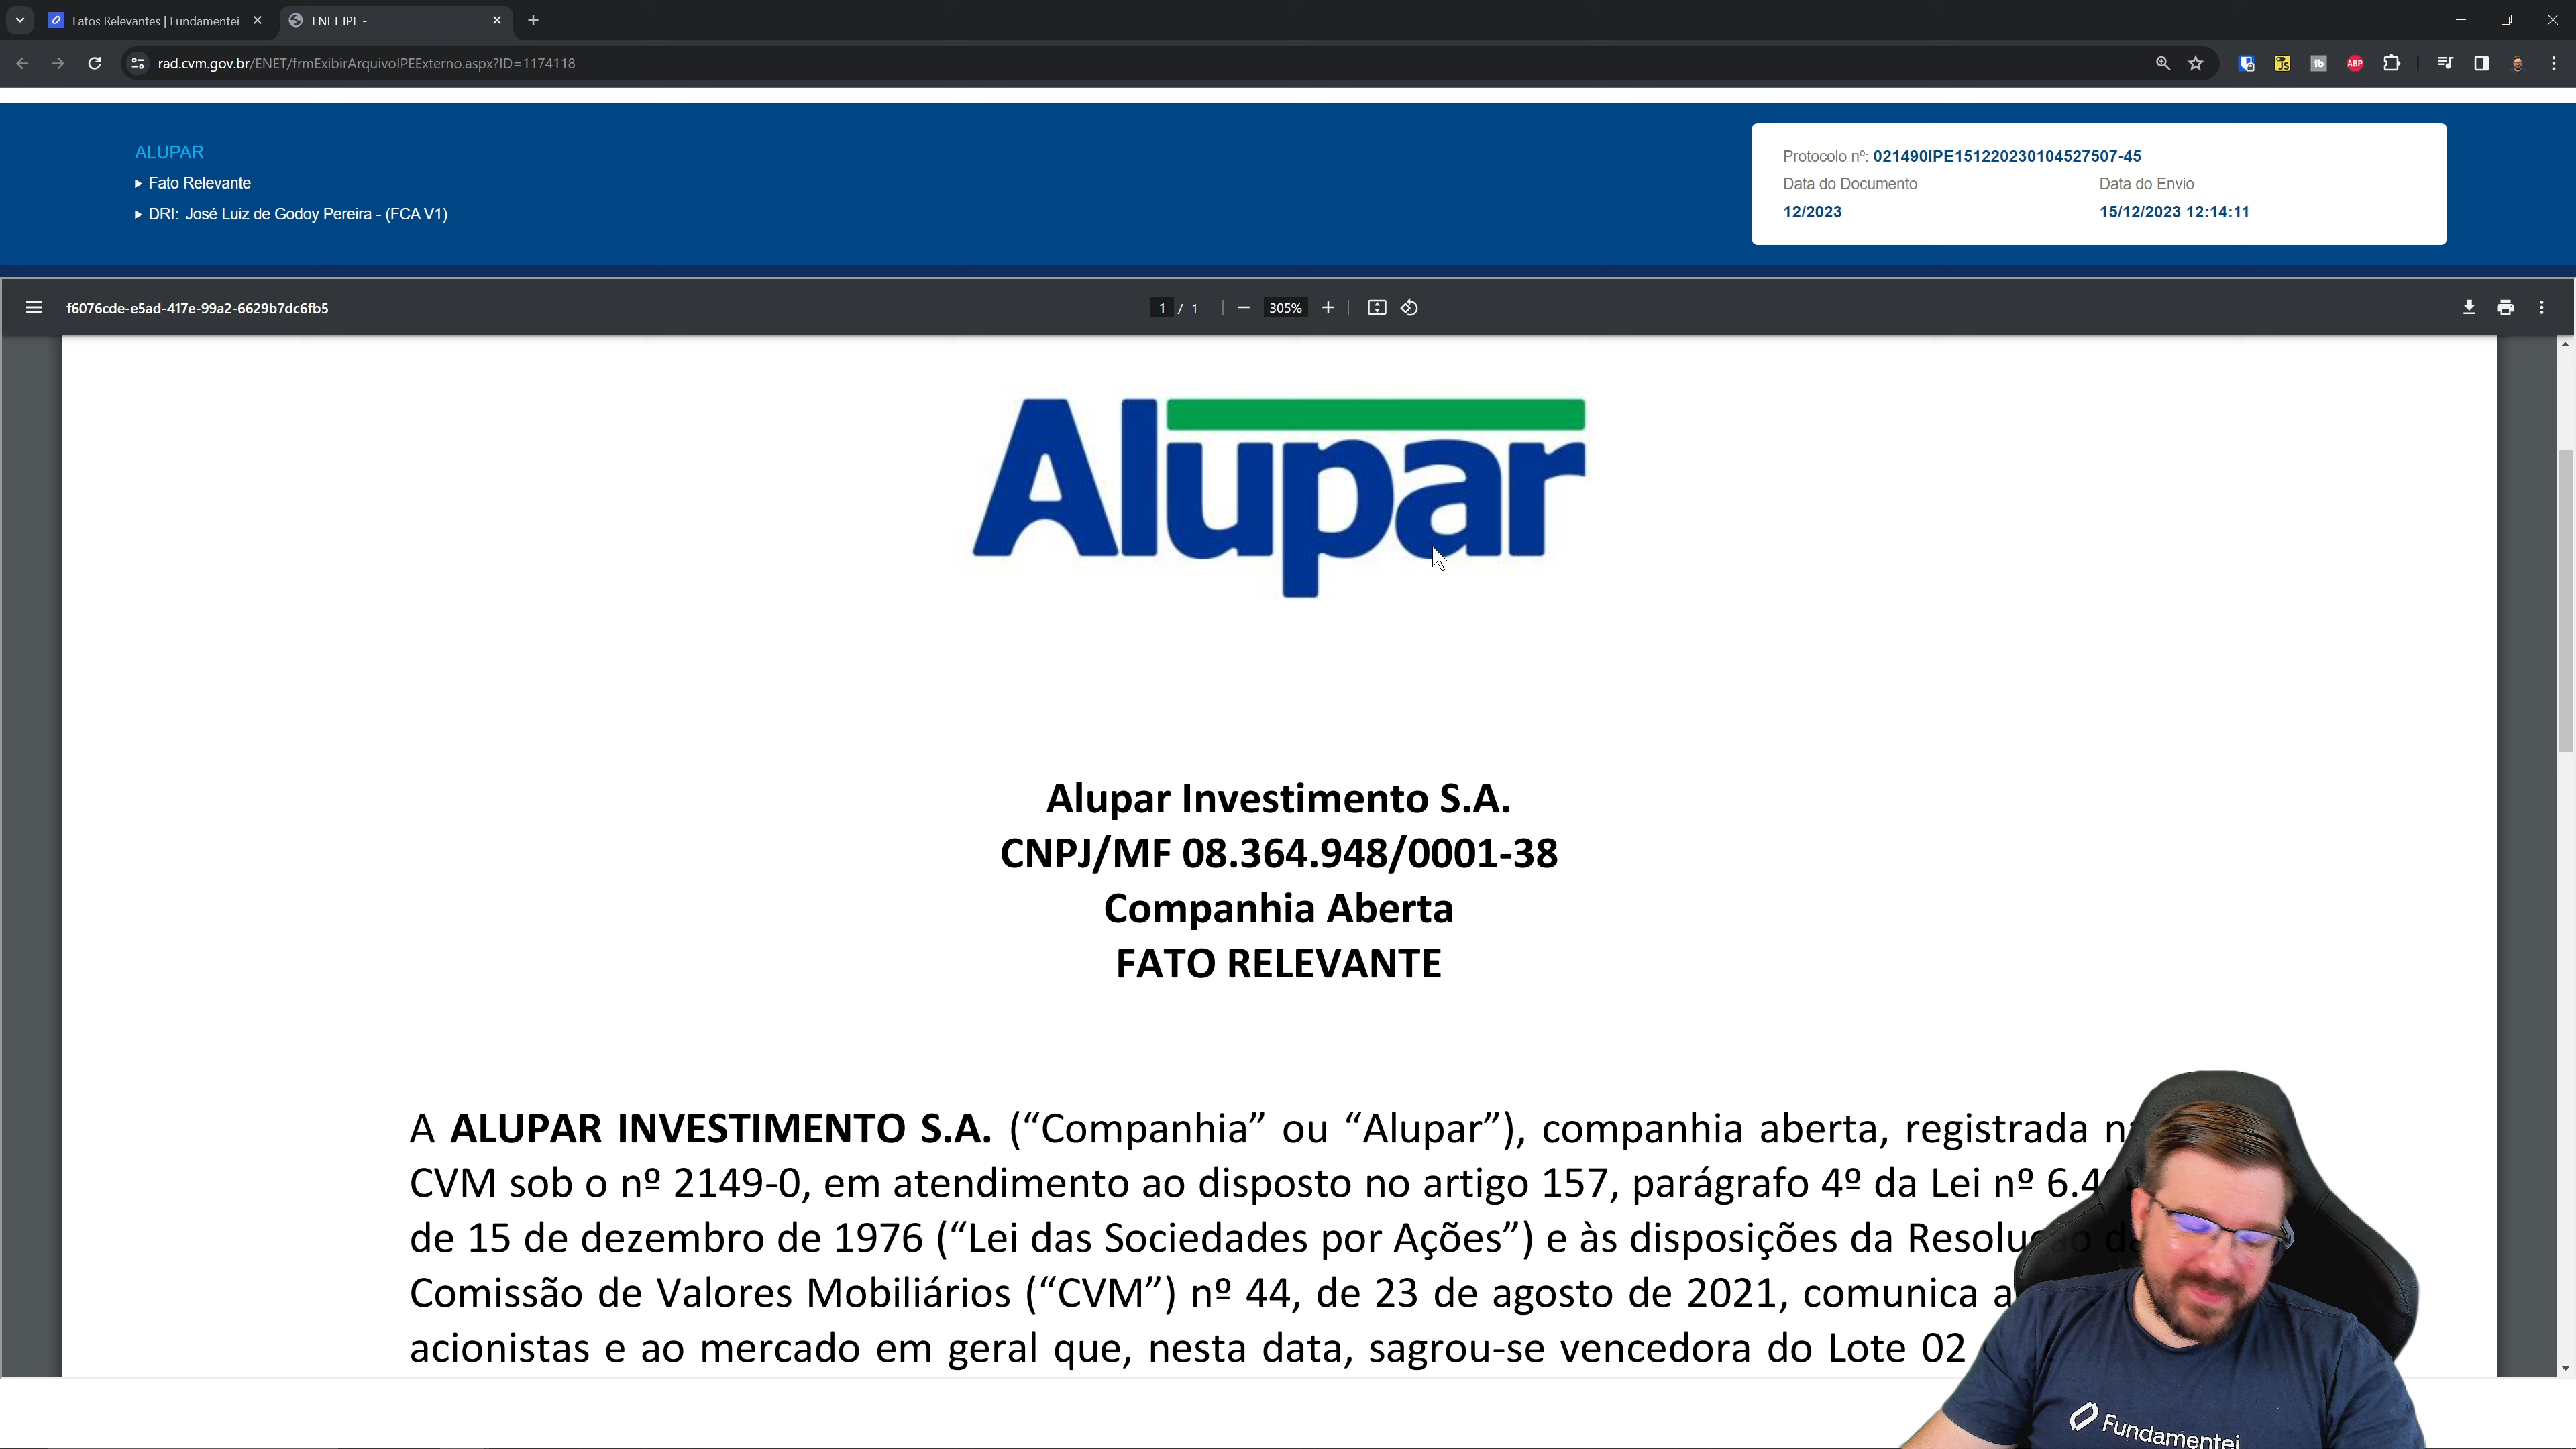 Fatos Relevantes | Fundamentei
ENET IPE -
rad.cvm.gov.br/ENET/frmExibirArquivoIPEExterno.aspx?ID=1174118
JS
tb
ABP
ALUPAR
Fato Relevante
DRI: José Luiz de Godoy Pereira - (FCA V1)
Protocolo nº: 021490IPE151220230104527507-45
Data do Documento
Data do Envio
12/2023
15/12/2023 12:14:11
f6076cde-e5ad-417e-99a2-6629b7dc6fb5
1 / 1
305%
Alupar
Alupar Investimento S.A.
CNPJ/MF 08.364.948/0001-38
Companhia Aberta
FATO RELEVANTE
A ALUPAR INVESTIMENTO S.A. (“Companhia” ou “Alupar”), companhia aberta, registrada
CVM sob o nº 2149-0, em atendimento ao disposto no artigo 157, parágrafo 4º da Lei nº
de 15 de dezembro de 1976 (“Lei das Sociedades por Ações”) e às disposições da Resolução
Comissão de Valores Mobiliários (“CVM”) nº 44, de 23 de agosto de 2021, comunica
acionistas e ao mercado em geral que, nesta data, sagrou-se vencedora do Lote 02
Fundamentei